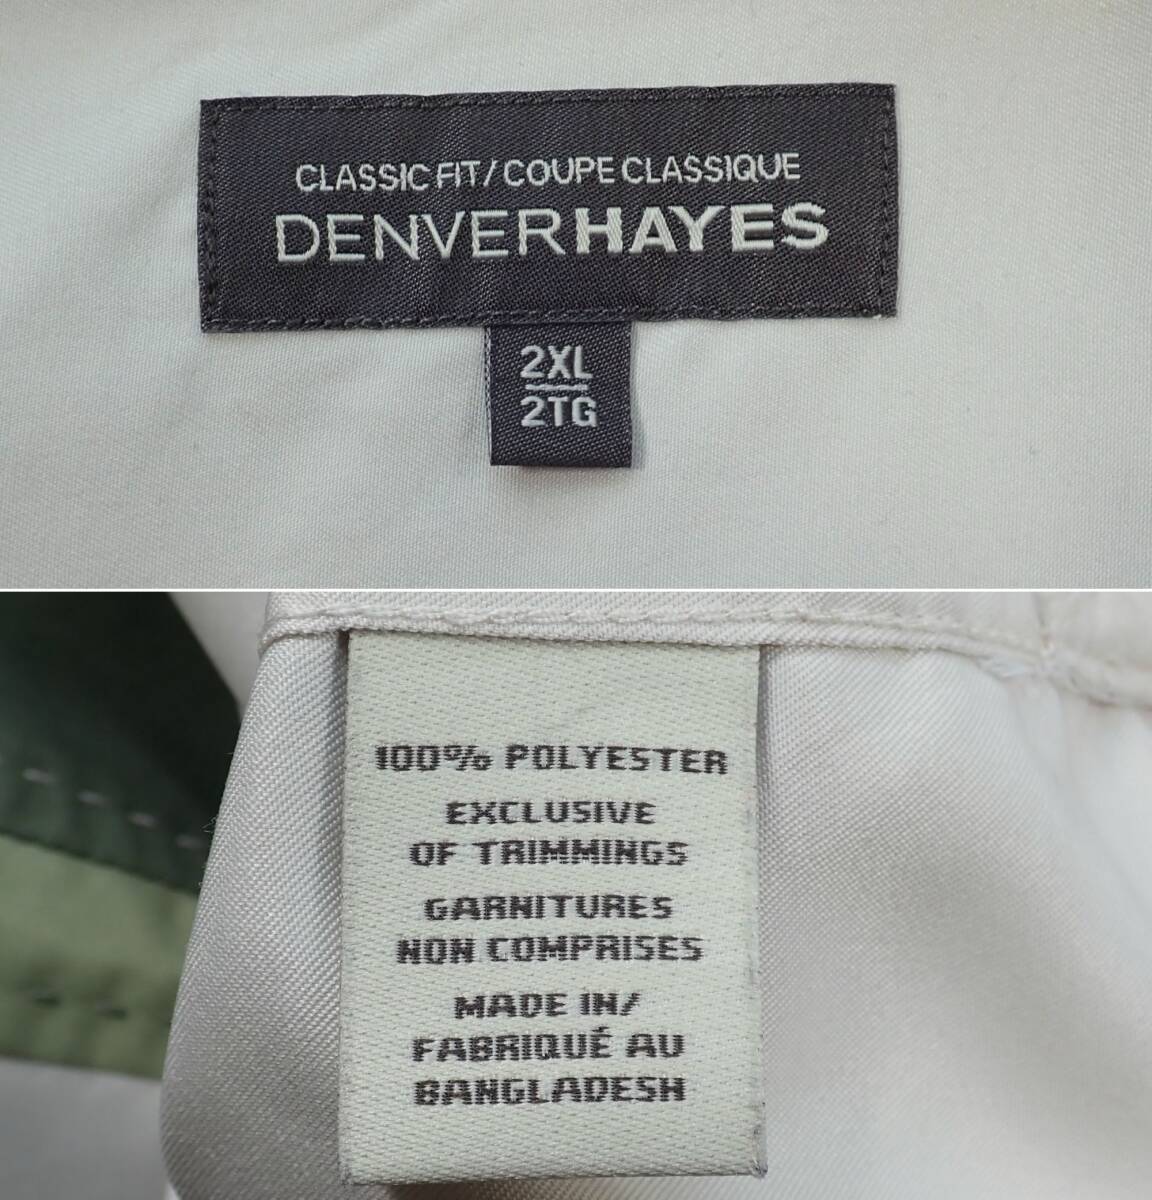 CLASSIC FIT/COUPE CLASSIQUE
DENVERHAYES
2XL
2TG
100% POLYESTER
EXCLUSIVE
OF TRIMMINGS
GARNITURES
NON COMPRISES
MADE IN/
FABRIQUÉ AU
BANGLADESH